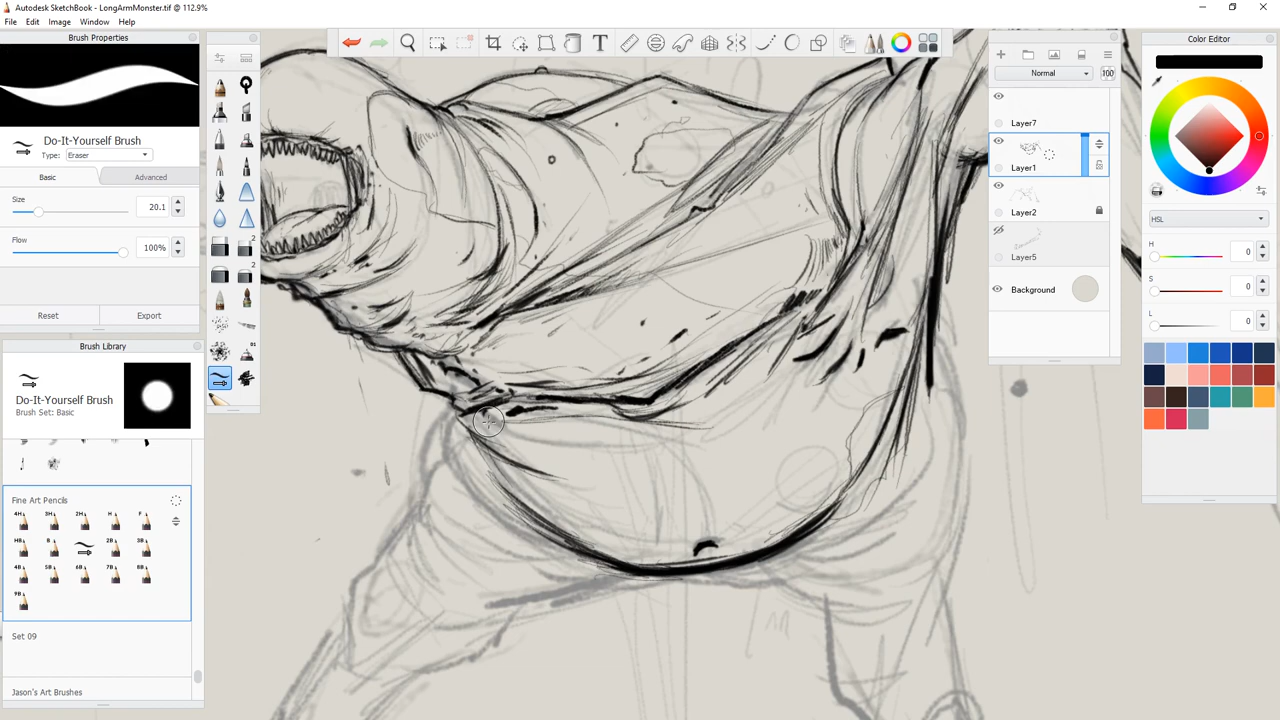 Autodesk SketchBook - LongArmMonster.tif @ 112.9%
File Edit Image Window Help
Brush Properties
Do-It-Yourself Brush
Type: Eraser
Basic Advanced
Size 20.1
Flow 100%
Reset Export
Brush Library
Do-It-Yourself Brush
Brush Set: Basic
Fine Art Pencils
4H 3H 2H H F
HB B 2B 3B
4B 5B 6B 7B 8B
9B
Set 09
Jason's Art Brushes
2
2
01
T
Normal 100
Layer7
Layer1
Layer2
Layer5
Background
Color Editor
HSL
H 0
S 0
L 0